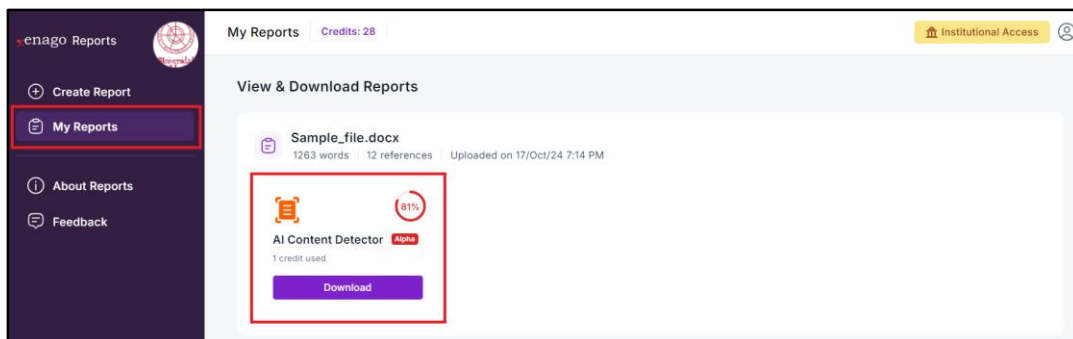 enago Reports
Create Report
My Reports
About Reports
Feedback
My Reports Credits: 28
Institutional Access
View & Download Reports
Sample_file.docx
1263 words 12 references Uploaded on 17/Oct/24 7:14 PM
81%
AI Content Detector Alpha
1 credit used
Download